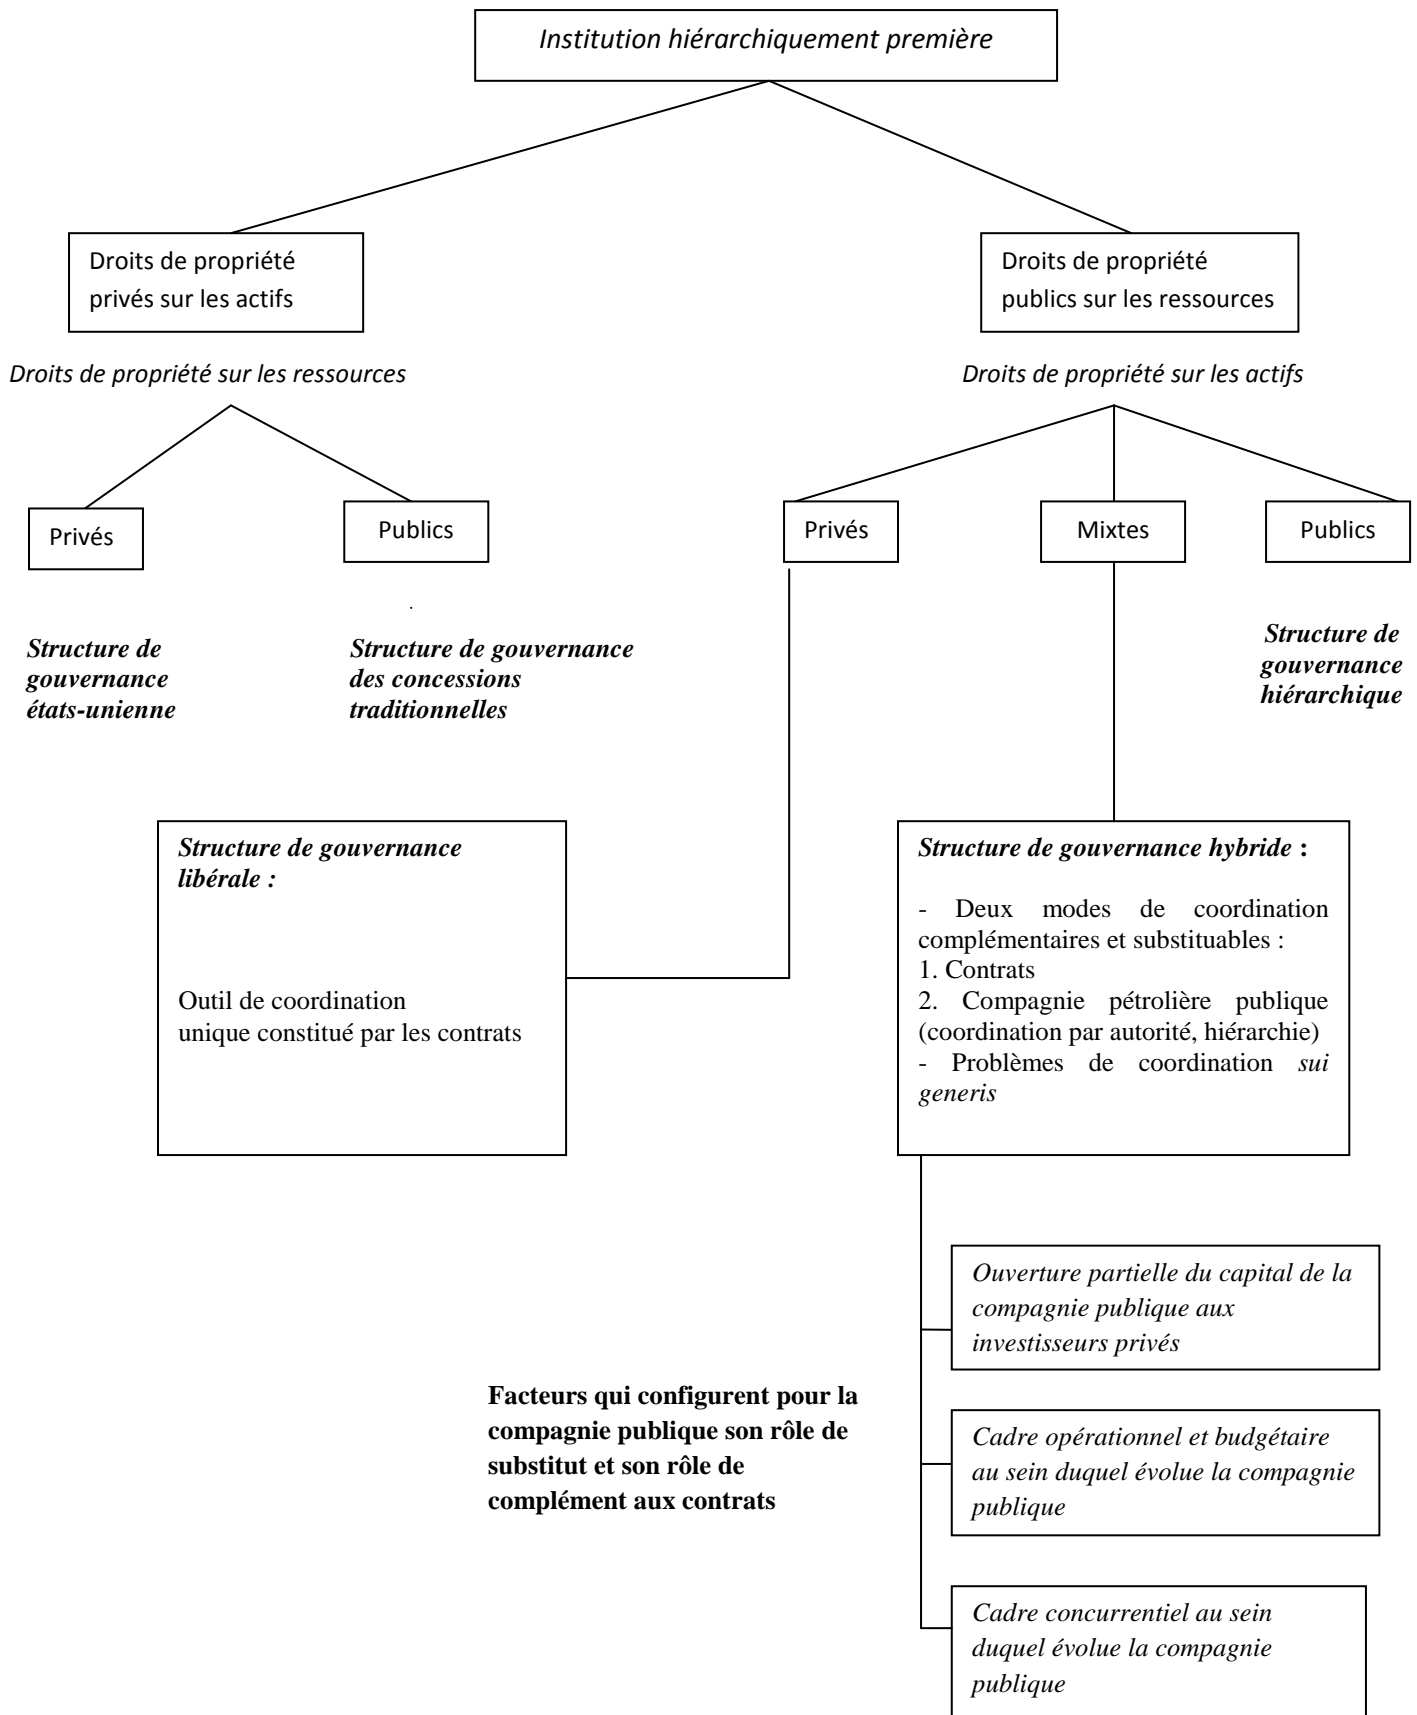 Institution hiérarchiquement première
Droits de propriété
privés sur les actifs
Droits de propriété
publics sur les ressources
Droits de propriété sur les ressources
Droits de propriété sur les actifs
Privés
Publics
Privés
Mixtes
Publics
Structure de
gouvernance
états-unienne
Structure de gouvernance
des concessions
traditionnelles
Structure de
gouvernance
hiérarchique
Structure de gouvernance
libérale :
Outil de coordination
unique constitué par les contrats
Structure de gouvernance hybride :
- Deux modes de coordination
complémentaires et substituables :
1. Contrats
2. Compagnie pétrolière publique
(coordination par autorité, hiérarchie)
- Problèmes de coordination sui
generis
Ouverture partielle du capital de la
compagnie publique aux
investisseurs privés
Facteurs qui configurent pour la
compagnie publique son rôle de
substitut et son rôle de
complément aux contrats
Cadre opérationnel et budgétaire
au sein duquel évolue la compagnie
publique
Cadre concurrentiel au sein
duquel évolue la compagnie
publique